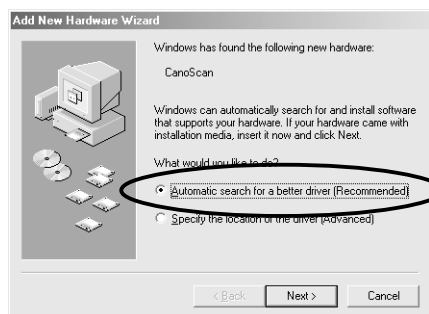 Add New Hardware Wizard
Windows has found the following new hardware:
CanoScan
Windows can automatically search for and install software
that supports your hardware. If your hardware came with
installation media, insert it now and click Next.
What would you like to do?
Automatic search for a better driver (Recommended)
Specify the location of the driver (Advanced)
< Back
Next >
Cancel